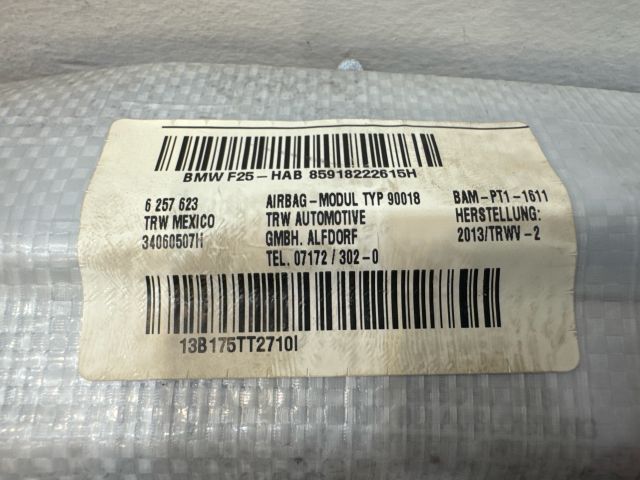 BMW F25-HAB 85918222615H
6 257 623 AIRBAG-MODUL TYP 90018 BAM-PT1-1611
TRW MEXICO TRW AUTOMOTIVE HERSTELLUNG:
34060507H GMBH. ALFDORF 2013/TRWV-2
TEL. 07172/302-0
13B175TT2710I